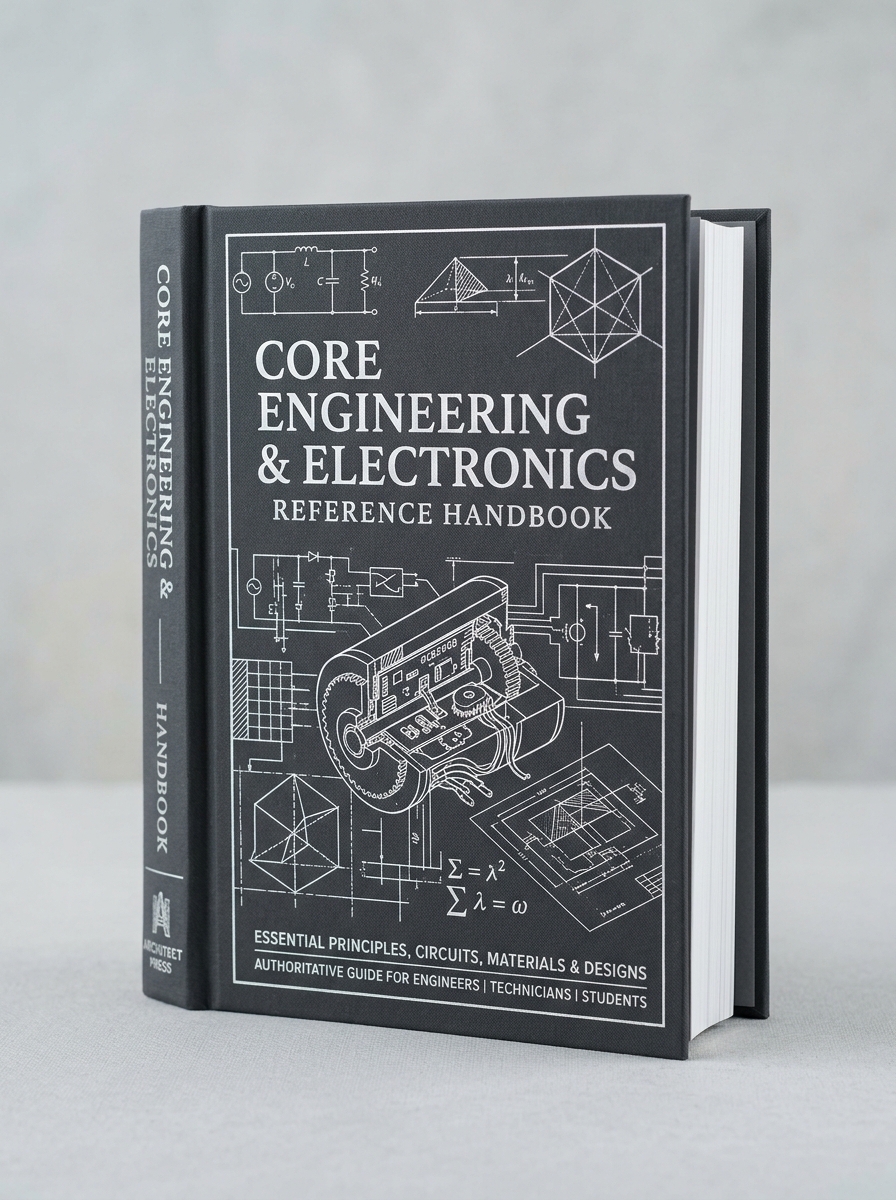 CORE ENGINEERING &
ELECTRONICS
HANDBOOK
ARCHITEET
PRESS
L
C
CORE
ENGINEERING
& ELECTRONICS
REFERENCE HANDBOOK
Σ = λ²
∑ λ = ω
ESSENTIAL PRINCIPLES, CIRCUITS, MATERIALS & DESIGNS
AUTHORITATIVE GUIDE FOR ENGINEERS | TECHNICIANS | STUDENTS